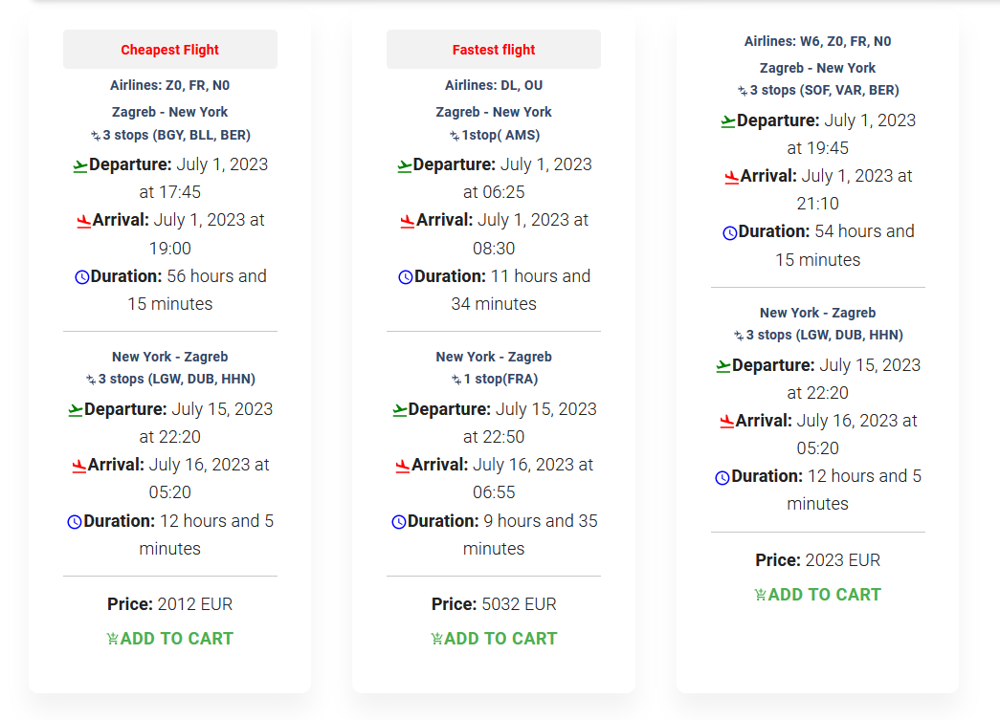 Cheapest Flight
Airlines: Z0, FR, N0
Zagreb - New York
3 stops (BGY, BLL, BER)
Departure: July 1, 2023
at 17:45
Arrival: July 1, 2023 at
19:00
Duration: 56 hours and
15 minutes
New York - Zagreb
3 stops (LGW, DUB, HHN)
Departure: July 15, 2023
at 22:20
Arrival: July 16, 2023 at
05:20
Duration: 12 hours and 5
minutes
Price: 2012 EUR
ADD TO CART
Fastest flight
Airlines: DL, OU
Zagreb - New York
1stop( AMS)
Departure: July 1, 2023
at 06:25
Arrival: July 1, 2023 at
08:30
Duration: 11 hours and
34 minutes
New York - Zagreb
1 stop(FRA)
Departure: July 15, 2023
at 22:50
Arrival: July 16, 2023 at
06:55
Duration: 9 hours and 35
minutes
Price: 5032 EUR
ADD TO CART
Airlines: W6, Z0, FR, N0
Zagreb - New York
3 stops (SOF, VAR, BER)
Departure: July 1, 2023
at 19:45
Arrival: July 1, 2023 at
21:10
Duration: 54 hours and
15 minutes
New York - Zagreb
3 stops (LGW, DUB, HHN)
Departure: July 15, 2023
at 22:20
Arrival: July 16, 2023 at
05:20
Duration: 12 hours and 5
minutes
Price: 2023 EUR
ADD TO CART